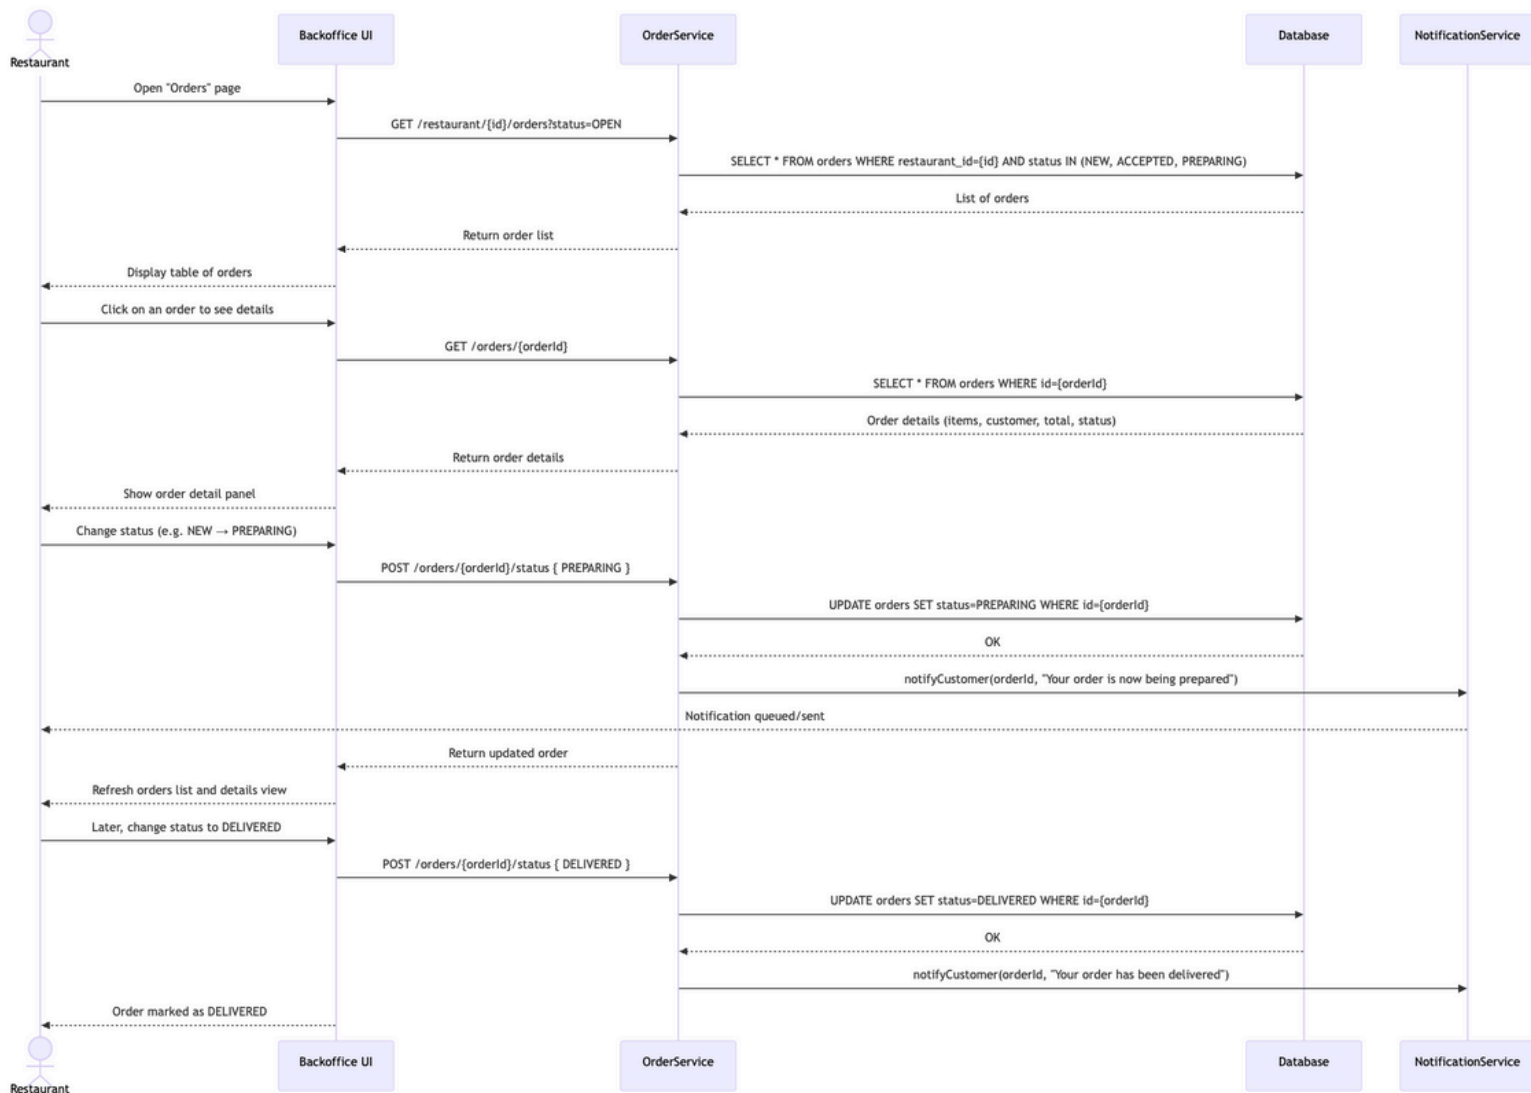 Backoffice UI
OrderService
Database
NotificationService
Restaurant
Open "Orders" page
GET /restaurant/{id}/orders?status=OPEN
SELECT * FROM orders WHERE restaurant_id={id} AND status IN (NEW, ACCEPTED, PREPARING)
List of orders
Return order list
Display table of orders
Click on an order to see details
GET /orders/{orderId}
SELECT * FROM orders WHERE id={orderId}
Order details (items, customer, total, status)
Return order details
Show order detail panel
Change status (e.g. NEW → PREPARING)
POST /orders/{orderId}/status { PREPARING }
UPDATE orders SET status=PREPARING WHERE id={orderId}
OK
notifyCustomer(orderId, "Your order is now being prepared")
Notification queued/sent
Return updated order
Refresh orders list and details view
Later, change status to DELIVERED
POST /orders/{orderId}/status { DELIVERED }
UPDATE orders SET status=DELIVERED WHERE id={orderId}
OK
notifyCustomer(orderId, "Your order has been delivered")
Order marked as DELIVERED
Backoffice UI
OrderService
Database
NotificationService
Restaurant